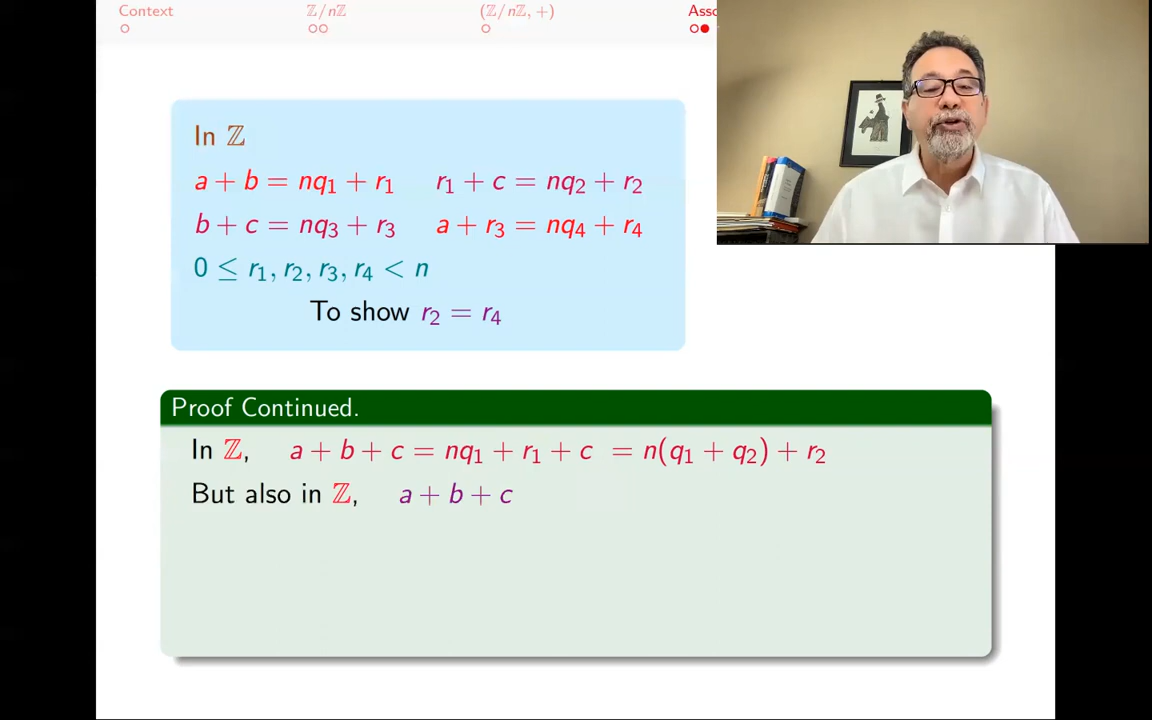 Context ℤ/nℤ (ℤ/nℤ, +) Asso
In ℤ
a + b = nq₁ + r₁ r₁ + c = nq₂ + r₂
b + c = nq₃ + r₃ a + r₃ = nq₄ + r₄
0 ≤ r₁, r₂, r₃, r₄ < n
To show r₂ = r₄
Proof Continued.
In ℤ, a + b + c = nq₁ + r₁ + c = n(q₁ + q₂) + r₂
But also in ℤ, a + b + c